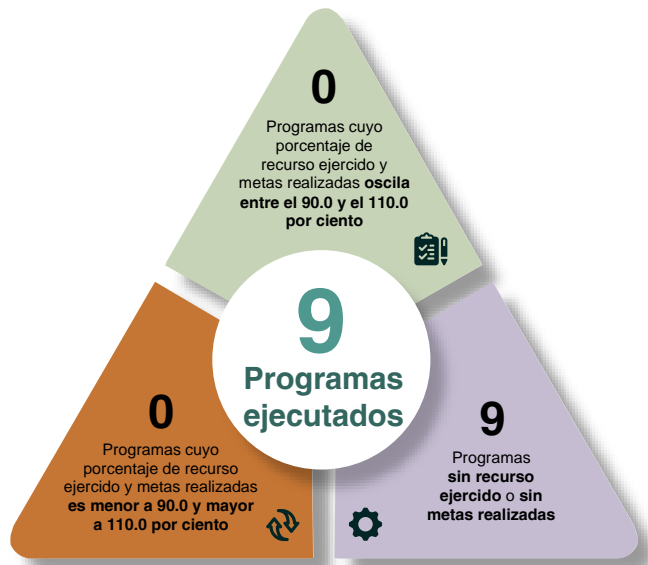 0
Programas cuyo
porcentaje de
recurso ejercido y
metas realizadas oscila
entre el 90.0 y el 110.0
por ciento
9
Programas
ejecutados
0
Programas cuyo
porcentaje de recurso
ejercido y metas realizadas
es menor a 90.0 y mayor
a 110.0 por ciento
9
Programas
sin recurso
ejercido o sin
metas realizadas